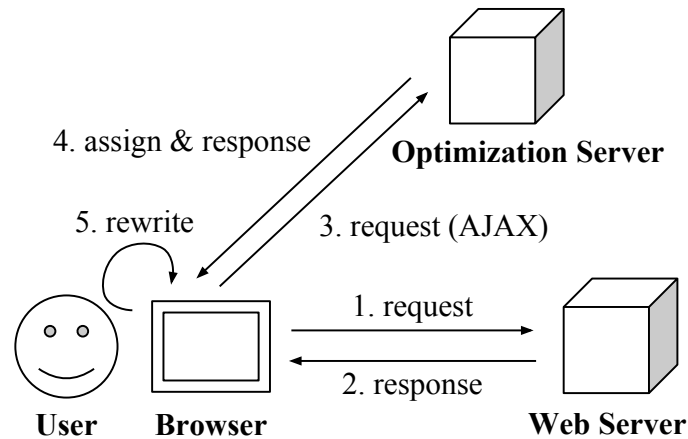 4. assign & response
Optimization Server
5. rewrite
3. request (AJAX)
1. request
2. response
User
Browser
Web Server